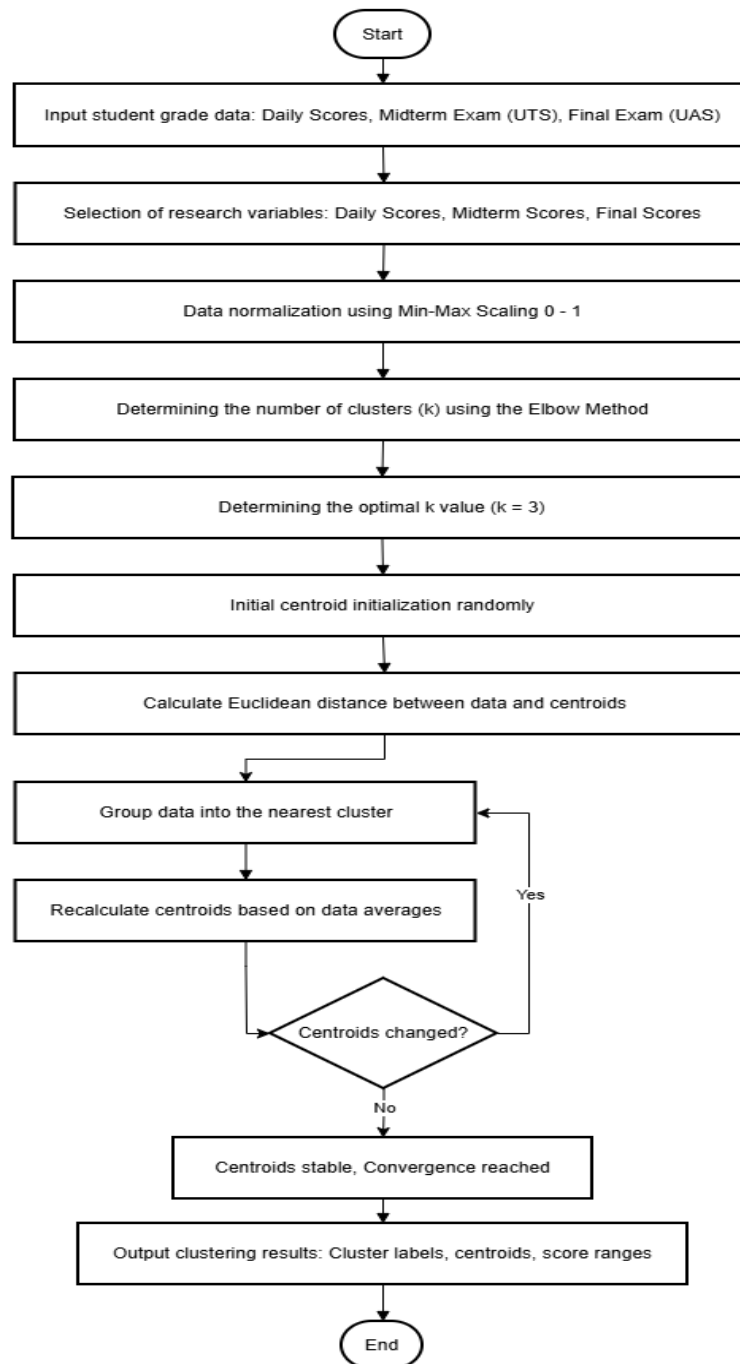 Start
Input student grade data: Daily Scores, Midterm Exam (UTS), Final Exam (UAS)
Selection of research variables: Daily Scores, Midterm Scores, Final Scores
Data normalization using Min-Max Scaling 0 - 1
Determining the number of clusters (k) using the Elbow Method
Determining the optimal k value (k = 3)
Initial centroid initialization randomly
Calculate Euclidean distance between data and centroids
Group data into the nearest cluster
Yes
Recalculate centroids based on data averages
Centroids changed?
No
Centroids stable, Convergence reached
Output clustering results: Cluster labels, centroids, score ranges
End